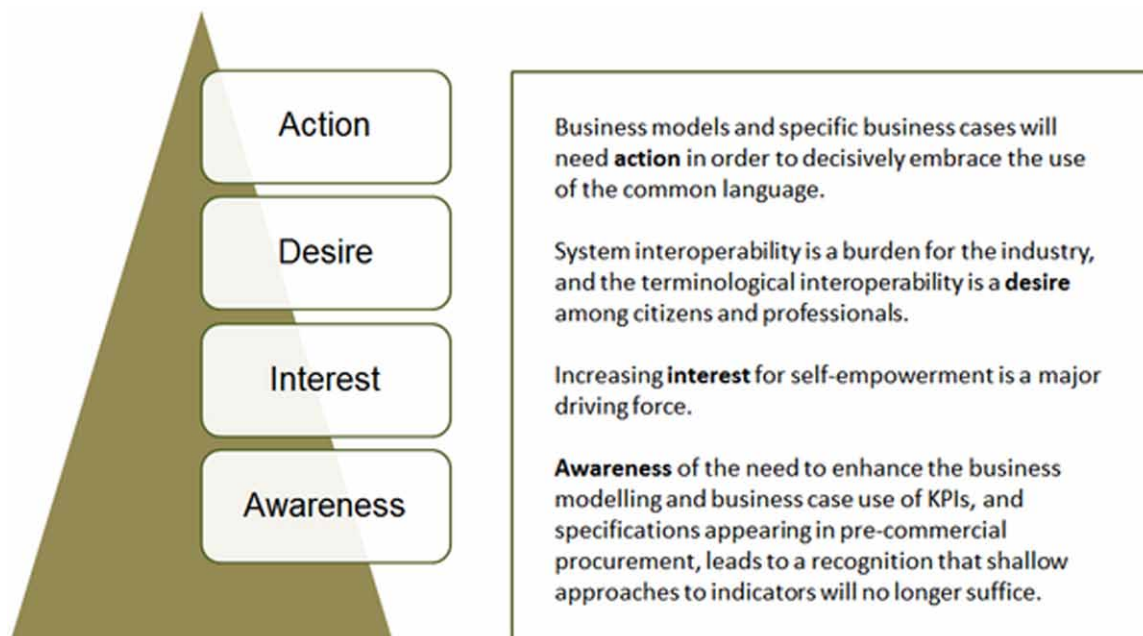 Action
Desire
Interest
Awareness
Business models and specific business cases will
need action in order to decisively embrace the use
of the common language.
System interoperability is a burden for the industry,
and the terminological interoperability is a desire
among citizens and professionals.
Increasing interest for self-empowerment is a major
driving force.
Awareness of the need to enhance the business
modelling and business case use of KPIs, and
specifications appearing in pre-commercial
procurement, leads to a recognition that shallow
approaches to indicators will no longer suffice.